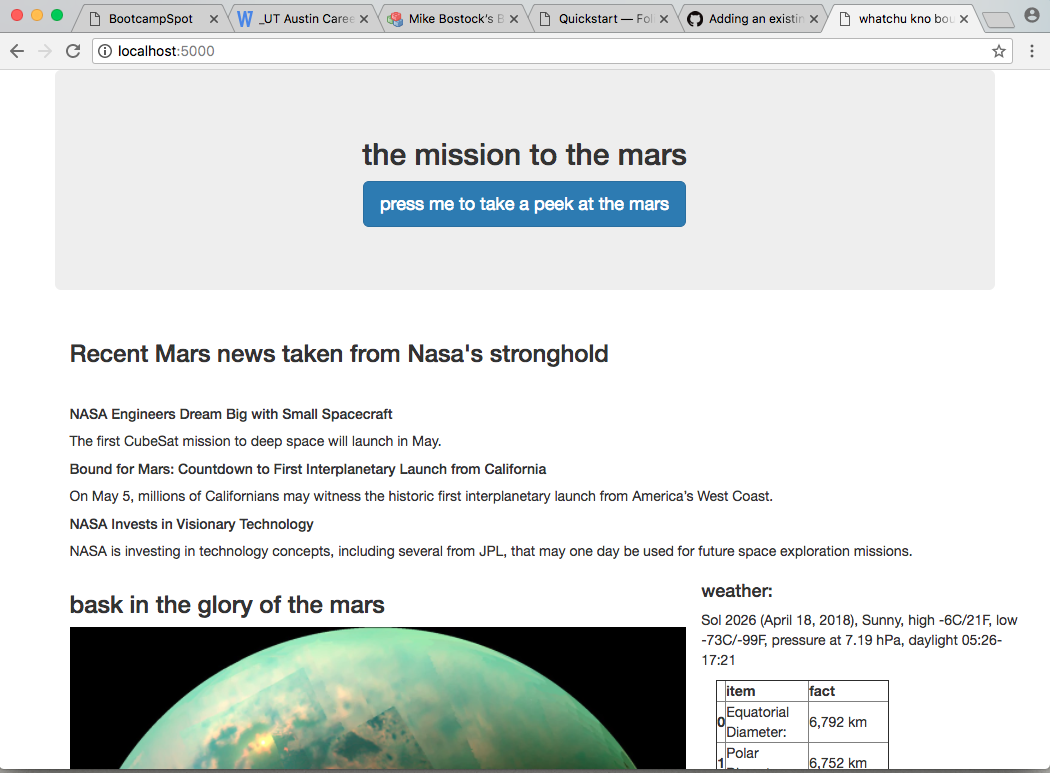 BootcampSpot
_UT Austin Caree
Mike Bostock's B
Quickstart — Fol
Adding an existin
whatchu kno bou
localhost:5000
the mission to the mars
press me to take a peek at the mars
Recent Mars news taken from Nasa's stronghold
NASA Engineers Dream Big with Small Spacecraft
The first CubeSat mission to deep space will launch in May.
Bound for Mars: Countdown to First Interplanetary Launch from California
On May 5, millions of Californians may witness the historic first interplanetary launch from America's West Coast.
NASA Invests in Visionary Technology
NASA is investing in technology concepts, including several from JPL, that may one day be used for future space exploration missions.
bask in the glory of the mars
weather:
Sol 2026 (April 18, 2018), Sunny, high -6C/21F, low
-73C/-99F, pressure at 7.19 hPa, daylight 05:26-
17:21
item fact
0 Equatorial Diameter: 6,792 km
1 Polar 6,752 km